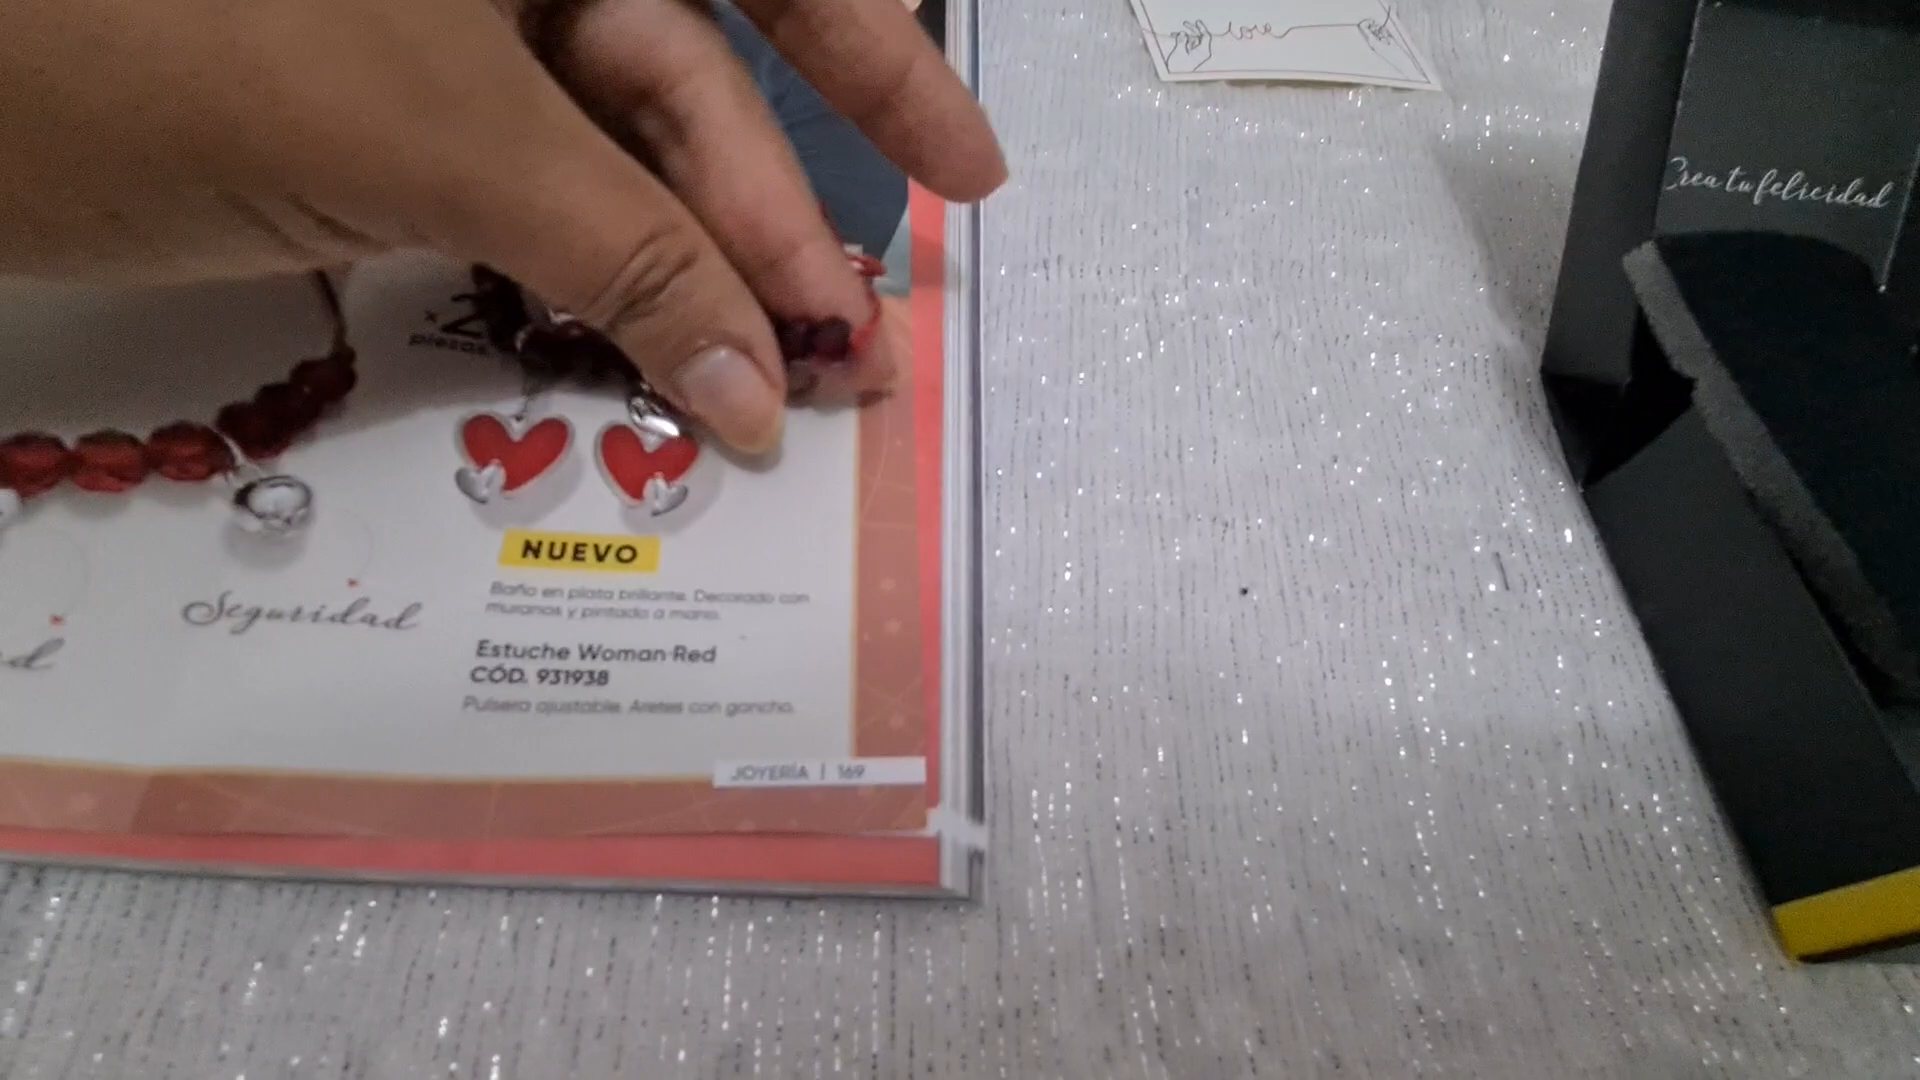 love
Crea tu felicidad
x 2
piezas
NUEVO
Baño en plata brillante. Decorado con
muranos y pintado a mano.
Seguridad
Estuche Woman Red
CÓD. 931938
Pulsera ajustable. Aretes con gancho.
JOYERÍA | 169